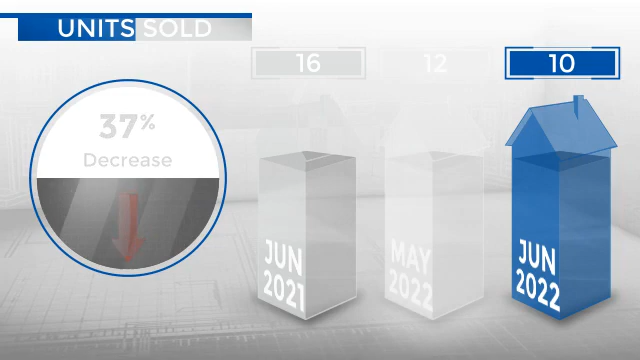 UNITS SOLD
37%
Decrease
16
JUN
2021
12
MAY
2022
10
JUN
2022